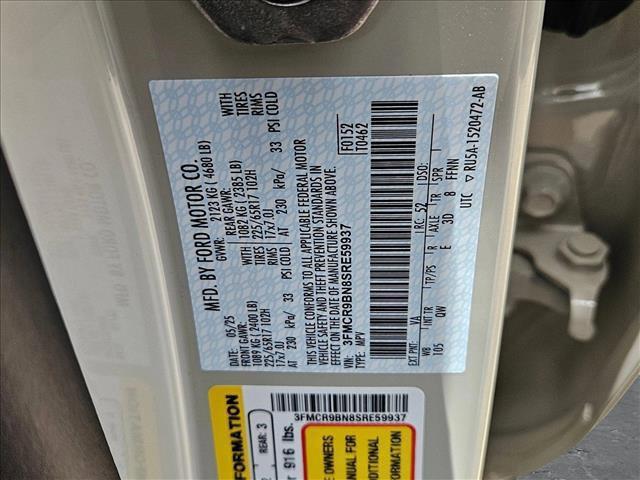 MFD. BY FORD MOTOR CO.
DATE: 05/25 GVWR: 2123 KG ( 4680 LB)
FRONT GAWR: REAR GAWR:
1089 KG ( 2400 LB) 1082 KG ( 2385 LB)
WITH WITH
225/65R17 102H TIRES 225/65R17 102H TIRES
17x7.0J RIMS 17x7.0J RIMS
AT 230 kPa/ 33 PSI COLD AT 230 kPa/ 33 PSI COLD
THIS VEHICLE CONFORMS TO ALL APPLICABLE FEDERAL MOTOR
VEHICLE SAFETY AND THEFT PREVENTION STANDARDS IN
EFFECT ON THE DATE OF MANUFACTURE SHOWN ABOVE.
VIN: 3FMCR9BN8SRE59937
TYPE: MPV
F0152
T0462
EXT PNT: VA RC: 52 DSO:
WB INT TR TP/PS R AXLE TR SPR
105 OW E 3D 8 FFHN
UTC RU5A-1520472-AB
FORMATION
REAR: 3
916 lbs.
3FMCR9BN8SRE59937
OWNERS
MANUAL FOR
INFORMATION